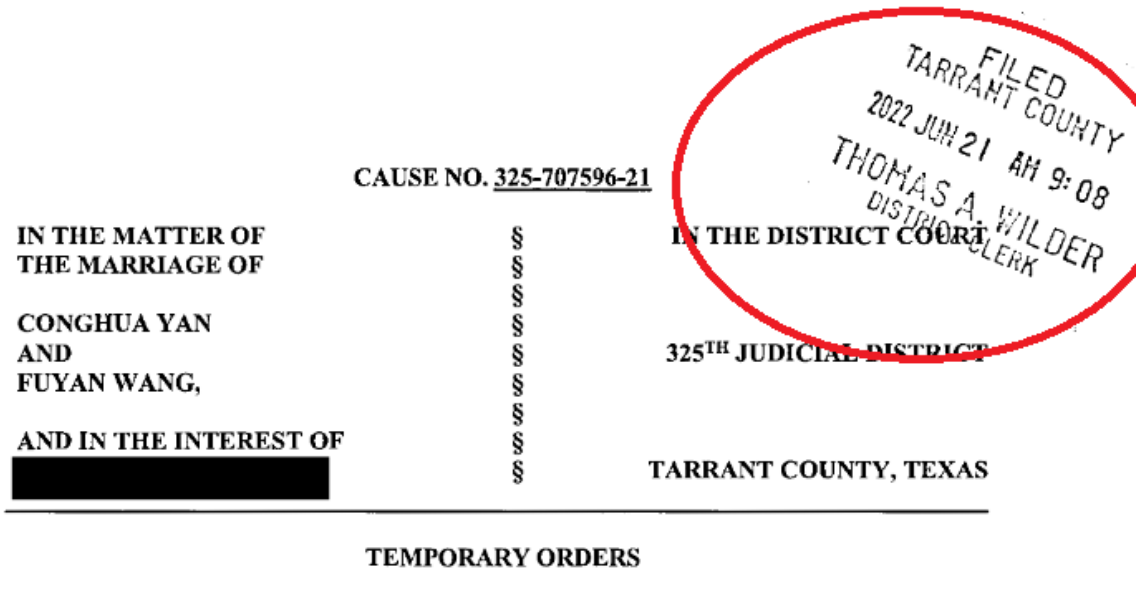 FILED
TARRANT COUNTY
2022 JUN 21 AM 9:08
THOMAS A. WILDER
DISTRICT CLERK
CAUSE NO. 325-707596-21
IN THE MATTER OF § IN THE DISTRICT COURT
THE MARRIAGE OF §
§
CONGHUA YAN §
AND § 325TH JUDICIAL DISTRICT
FUYAN WANG, §
§
AND IN THE INTEREST OF §
§ TARRANT COUNTY, TEXAS
TEMPORARY ORDERS